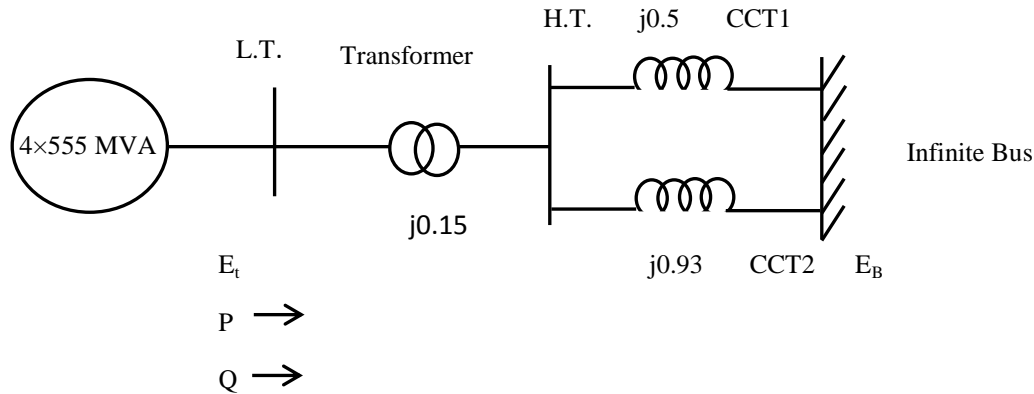 H.T. j0.5 CCT1
L.T. Transformer
4×555 MVA
Infinite Bus
j0.15
Et j0.93 CCT2 EB
P
Q